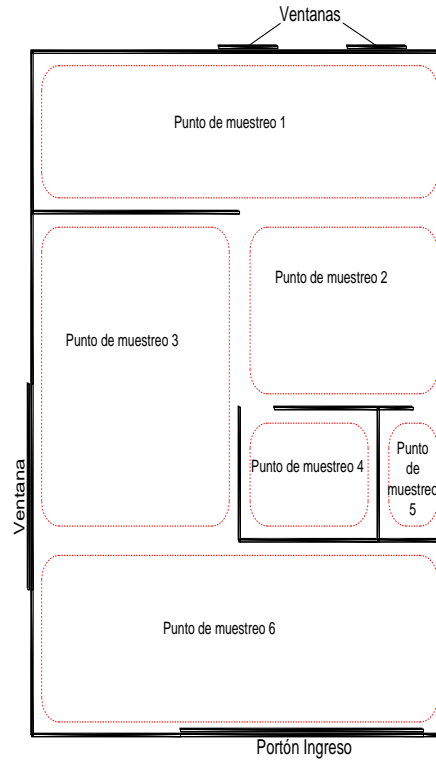 Ventanas
Punto de muestreo 1
Punto de muestreo 2
Punto de muestreo 3
Punto de muestreo 4
Punto
de
muestreo
5
Ventana
Punto de muestreo 6
Portón Ingreso